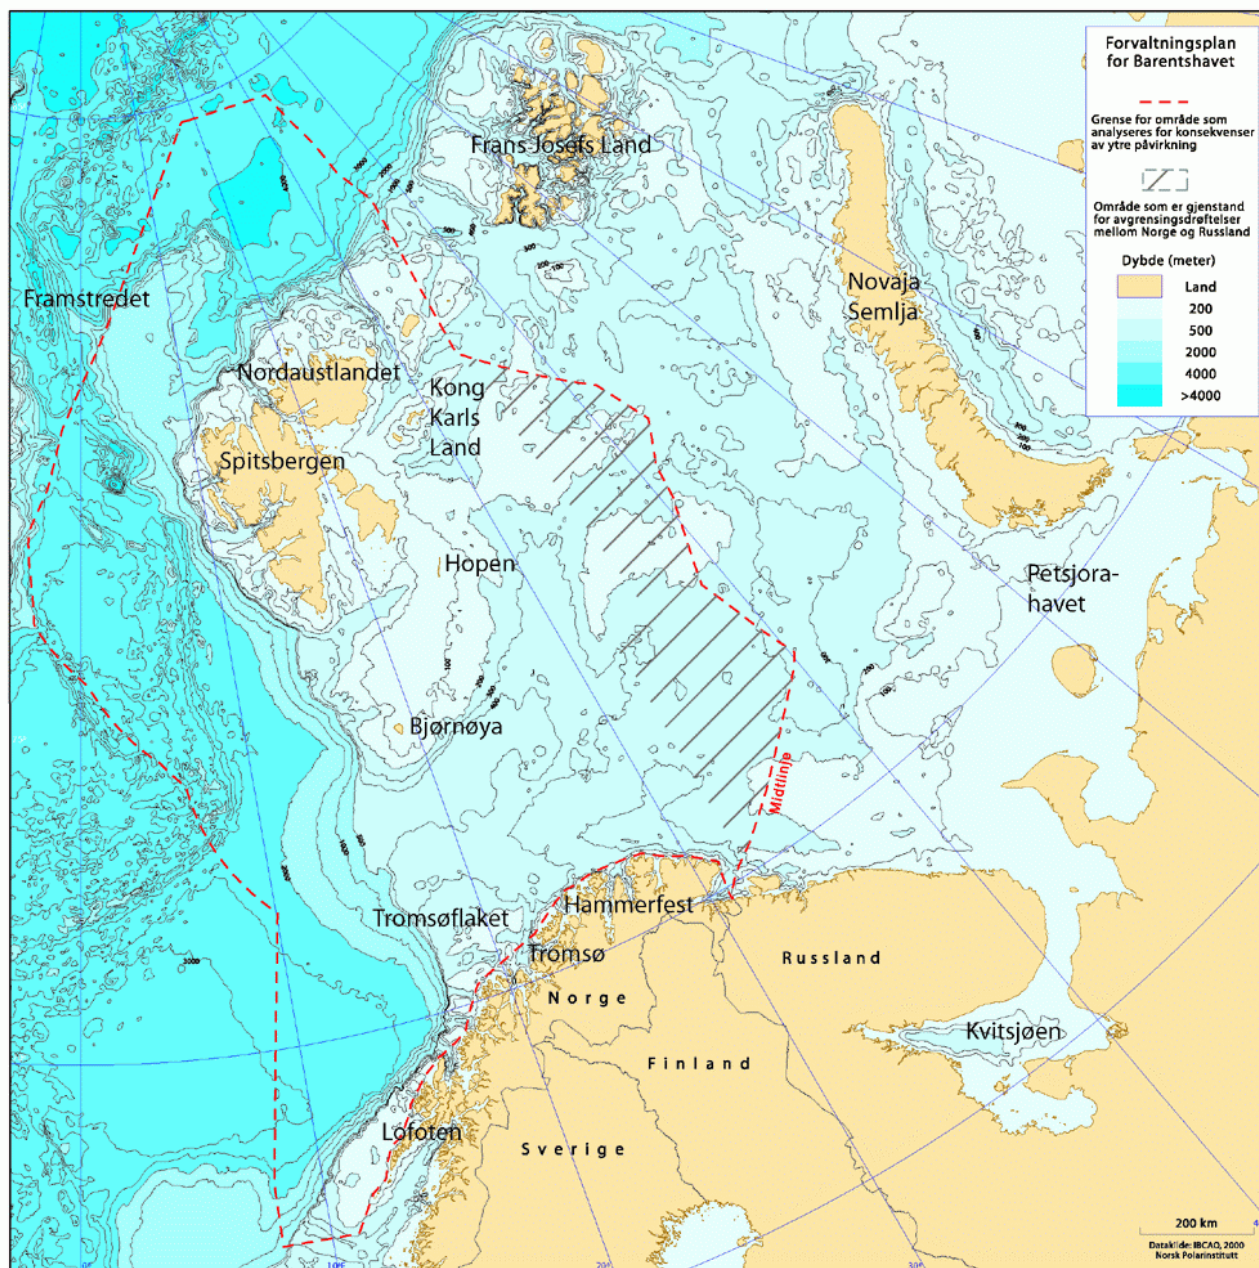 Forvaltningsplan
for Barentshavet
Grense for område som
analyseres for konsekvenser
av ytre påvirkning
Område som er gjenstand
for avgrensingsdrøftelser
mellom Norge og Russland
Dybde (meter)
Land
200
500
2000
4000
>4000
Frans Josefs Land
Novaja
Semlja
Framstredet
Nordaustlandet
Kong
Karls
Land
Spitsbergen
Hopen
Petsjora-
havet
Bjørnøya
Midtlinje
Tromsøflaket
Hammerfest
Tromsø
Russland
Norge
Kvitsjøen
Finland
Lofoten
Sverige
200 km
Datakilde: IBCAO, 2000
Norsk Polarinstitutt
10°E
20°E
30°E